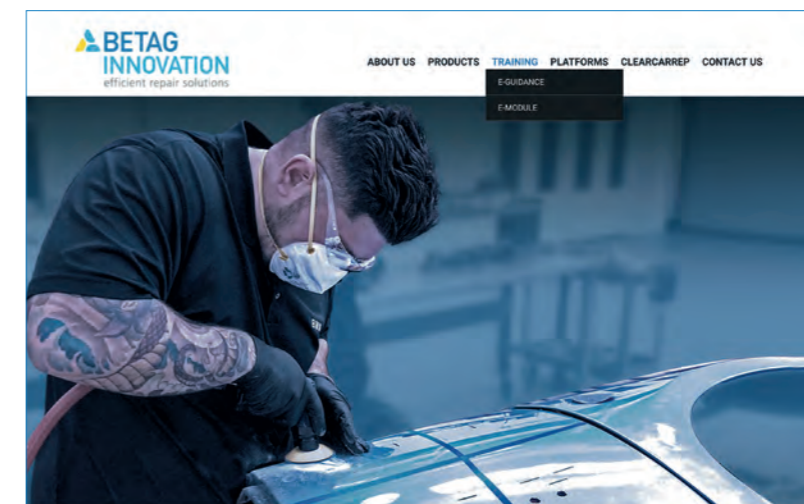 BETAG
INNOVATION
efficient repair solutions
ABOUT US PRODUCTS TRAINING PLATFORMS CLEARCARREP CONTACT US
E-GUIDANCE
E-MODULE